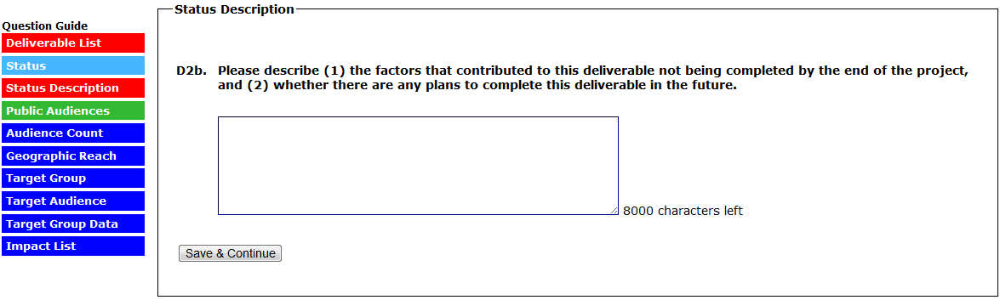 Question Guide
Deliverable List
Status
Status Description
Public Audiences
Audience Count
Geographic Reach
Target Group
Target Audience
Target Group Data
Impact List
Status Description
D2b. Please describe (1) the factors that contributed to this deliverable not being completed by the end of the project,
and (2) whether there are any plans to complete this deliverable in the future.
8000 characters left
Save & Continue